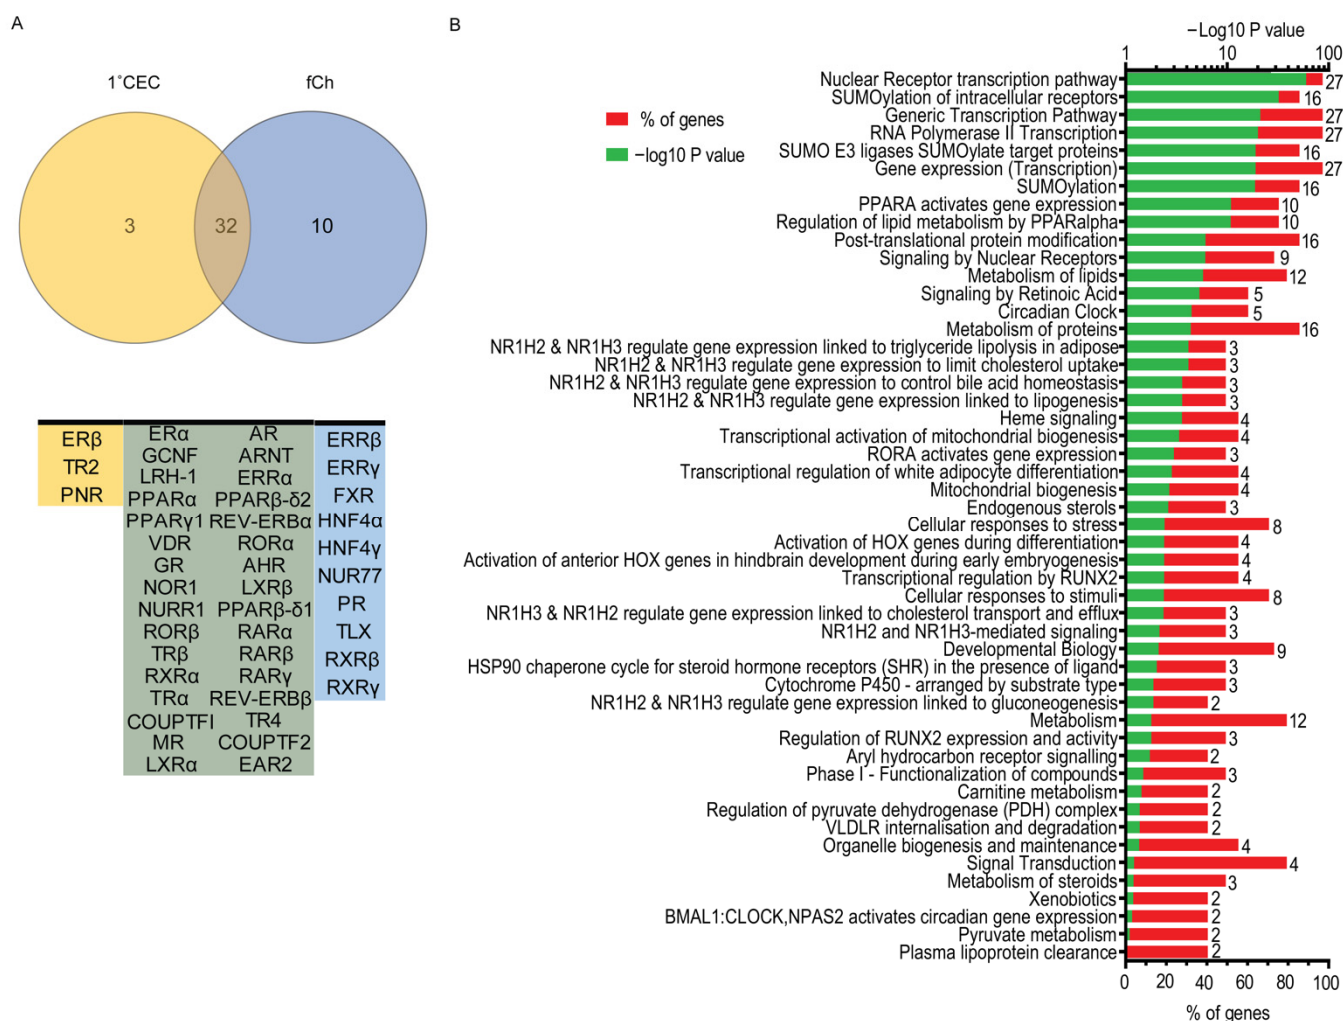 A
1°CEC
fCh
3
32
10
ERβ
TR2
PNR
ERα AR
GCNF ARNT
LRH-1 ERRα
PPARα PPARβ-δ2
PPARγ1 REV-ERBα
VDR RORα
GR AHR
NOR1 LXRβ
NURR1 PPARβ-δ1
RORβ RARα
TRβ RARβ
RXRα RARγ
TRα REV-ERBβ
COUPTFI TR4
MR COUPTF2
LXRα EAR2
ERRβ
ERRγ
FXR
HNF4α
HNF4γ
NUR77
PR
TLX
RXRβ
RXRγ
B
−Log10 P value
1 10 100
% of genes
−log10 P value
Nuclear Receptor transcription pathway 27
SUMOylation of intracellular receptors 16
Generic Transcription Pathway 27
RNA Polymerase II Transcription 27
SUMO E3 ligases SUMOylate target proteins 16
Gene expression (Transcription) 27
SUMOylation 16
PPARA activates gene expression 10
Regulation of lipid metabolism by PPARalpha 10
Post-translational protein modification 16
Signaling by Nuclear Receptors 9
Metabolism of lipids 12
Signaling by Retinoic Acid 5
Circadian Clock 5
Metabolism of proteins 16
NR1H2 & NR1H3 regulate gene expression linked to triglyceride lipolysis in adipose 3
NR1H2 & NR1H3 regulate gene expression to limit cholesterol uptake 3
NR1H2 & NR1H3 regulate gene expression to control bile acid homeostasis 3
NR1H2 & NR1H3 regulate gene expression linked to lipogenesis 3
Heme signaling 4
Transcriptional activation of mitochondrial biogenesis 4
RORA activates gene expression 3
Transcriptional regulation of white adipocyte differentiation 4
Mitochondrial biogenesis 4
Endogenous sterols 3
Cellular responses to stress 8
Activation of HOX genes during differentiation 4
Activation of anterior HOX genes in hindbrain development during early embryogenesis 4
Transcriptional regulation by RUNX2 4
Cellular responses to stimuli 8
NR1H3 & NR1H2 regulate gene expression linked to cholesterol transport and efflux 3
NR1H2 and NR1H3-mediated signaling 3
Developmental Biology 9
HSP90 chaperone cycle for steroid hormone receptors (SHR) in the presence of ligand 3
Cytochrome P450 - arranged by substrate type 3
NR1H2 & NR1H3 regulate gene expression linked to gluconeogenesis 2
Metabolism 12
Regulation of RUNX2 expression and activity 3
Aryl hydrocarbon receptor signalling 2
Phase I - Functionalization of compounds 3
Carnitine metabolism 2
Regulation of pyruvate dehydrogenase (PDH) complex 2
VLDLR internalisation and degradation 2
Organelle biogenesis and maintenance 4
Signal Transduction 4
Metabolism of steroids 3
Xenobiotics 2
BMAL1:CLOCK,NPAS2 activates circadian gene expression 2
Pyruvate metabolism 2
Plasma lipoprotein clearance 2
0 20 40 60 80 100
% of genes